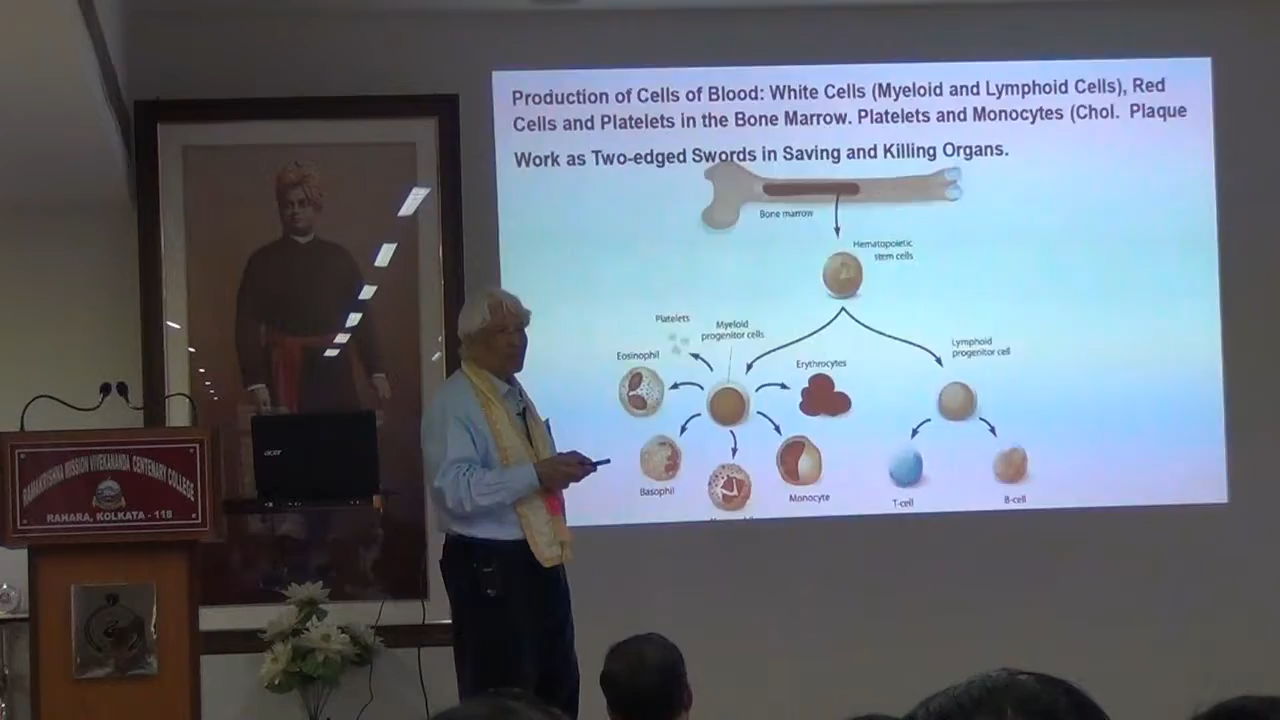 Production of Cells of Blood: White Cells (Myeloid and Lymphoid Cells), Red
Cells and Platelets in the Bone Marrow. Platelets and Monocytes (Chol. Plaque
Work as Two-edged Swords in Saving and Killing Organs.
Bone marrow
Hematopoietic
stem cells
Platelets
Myeloid
progenitor cells
Lymphoid
progenitor cell
Eosinophil
Erythrocytes
Basophil
Monocyte
T-cell
B-cell
acer
RAMAKRISHNA MISSION VIVEKANANDA CENTENARY COLLEGE
RAHARA, KOLKATA - 118